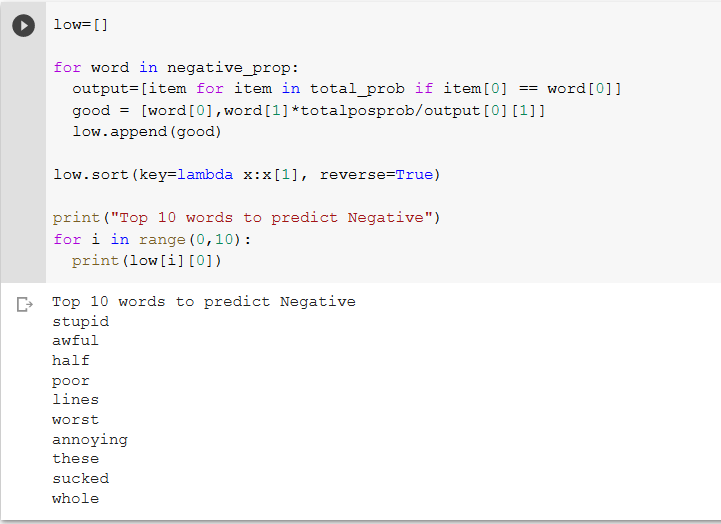 low=[]
for word in negative_prop:
  output=[item for item in total_prob if item[0] == word[0]]
  good = [word[0],word[1]*totalposprob/output[0][1]]
  low.append(good)
low.sort(key=lambda x:x[1], reverse=True)
print("Top 10 words to predict Negative")
for i in range(0,10):
  print(low[i][0])
Top 10 words to predict Negative
stupid
awful
half
poor
lines
worst
annoying
these
sucked
whole